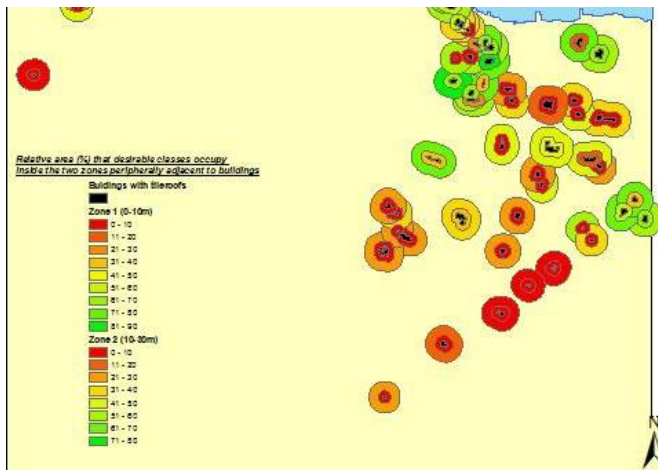 Relative area (%) that desirable classes occupy
Inside the two zones peripherally adjacent to buildings
Buildings with tileroofs
Zone 1 (0-10m)
0 - 10
11 - 20
21 - 30
31 - 40
41 - 50
51 - 60
61 - 70
71 - 80
81 - 90
Zone 2 (10-30m)
0 - 10
11 - 20
21 - 30
31 - 40
41 - 50
51 - 60
61 - 70
71 - 80
N